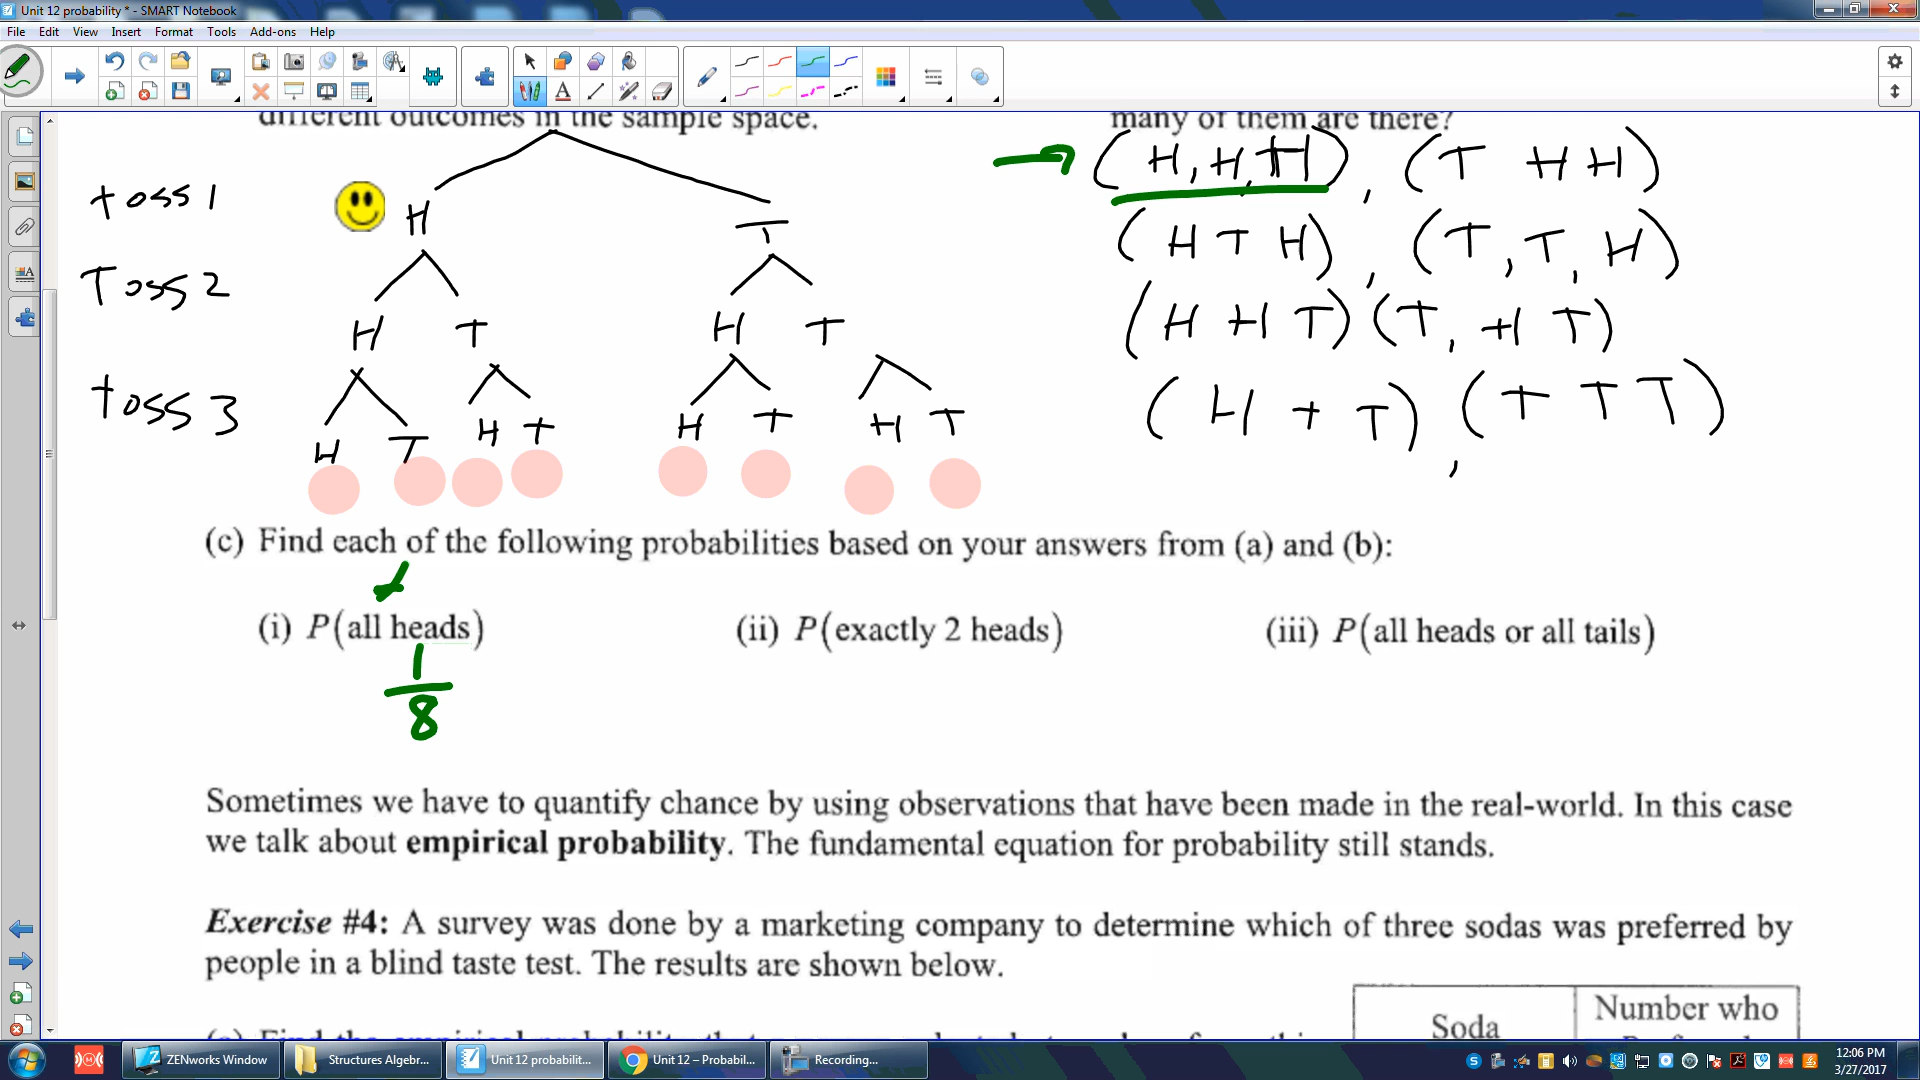 Unit 12 probability * - SMART Notebook
File Edit View Insert Format Tools Add-ons Help
different outcomes in the sample space.
many of them are there?
toss 1
H T
Toss 2
H T H T
toss 3
H T H T H T H T
(H, H, H), (T H H)
(H T H), (T, T, H)
(H H T) (T, H T)
(H T T), (T T T)
(c) Find each of the following probabilities based on your answers from (a) and (b):
(i) P(all heads)
(ii) P(exactly 2 heads)
(iii) P(all heads or all tails)
1
8
Sometimes we have to quantify chance by using observations that have been made in the real-world. In this case
we talk about empirical probability. The fundamental equation for probability still stands.
Exercise #4: A survey was done by a marketing company to determine which of three sodas was preferred by
people in a blind taste test. The results are shown below.
Soda
Number who
ZENworks Window
Structures Algebr...
Unit 12 probabilit...
Unit 12 – Probabil...
Recording...
12:06 PM
3/27/2017